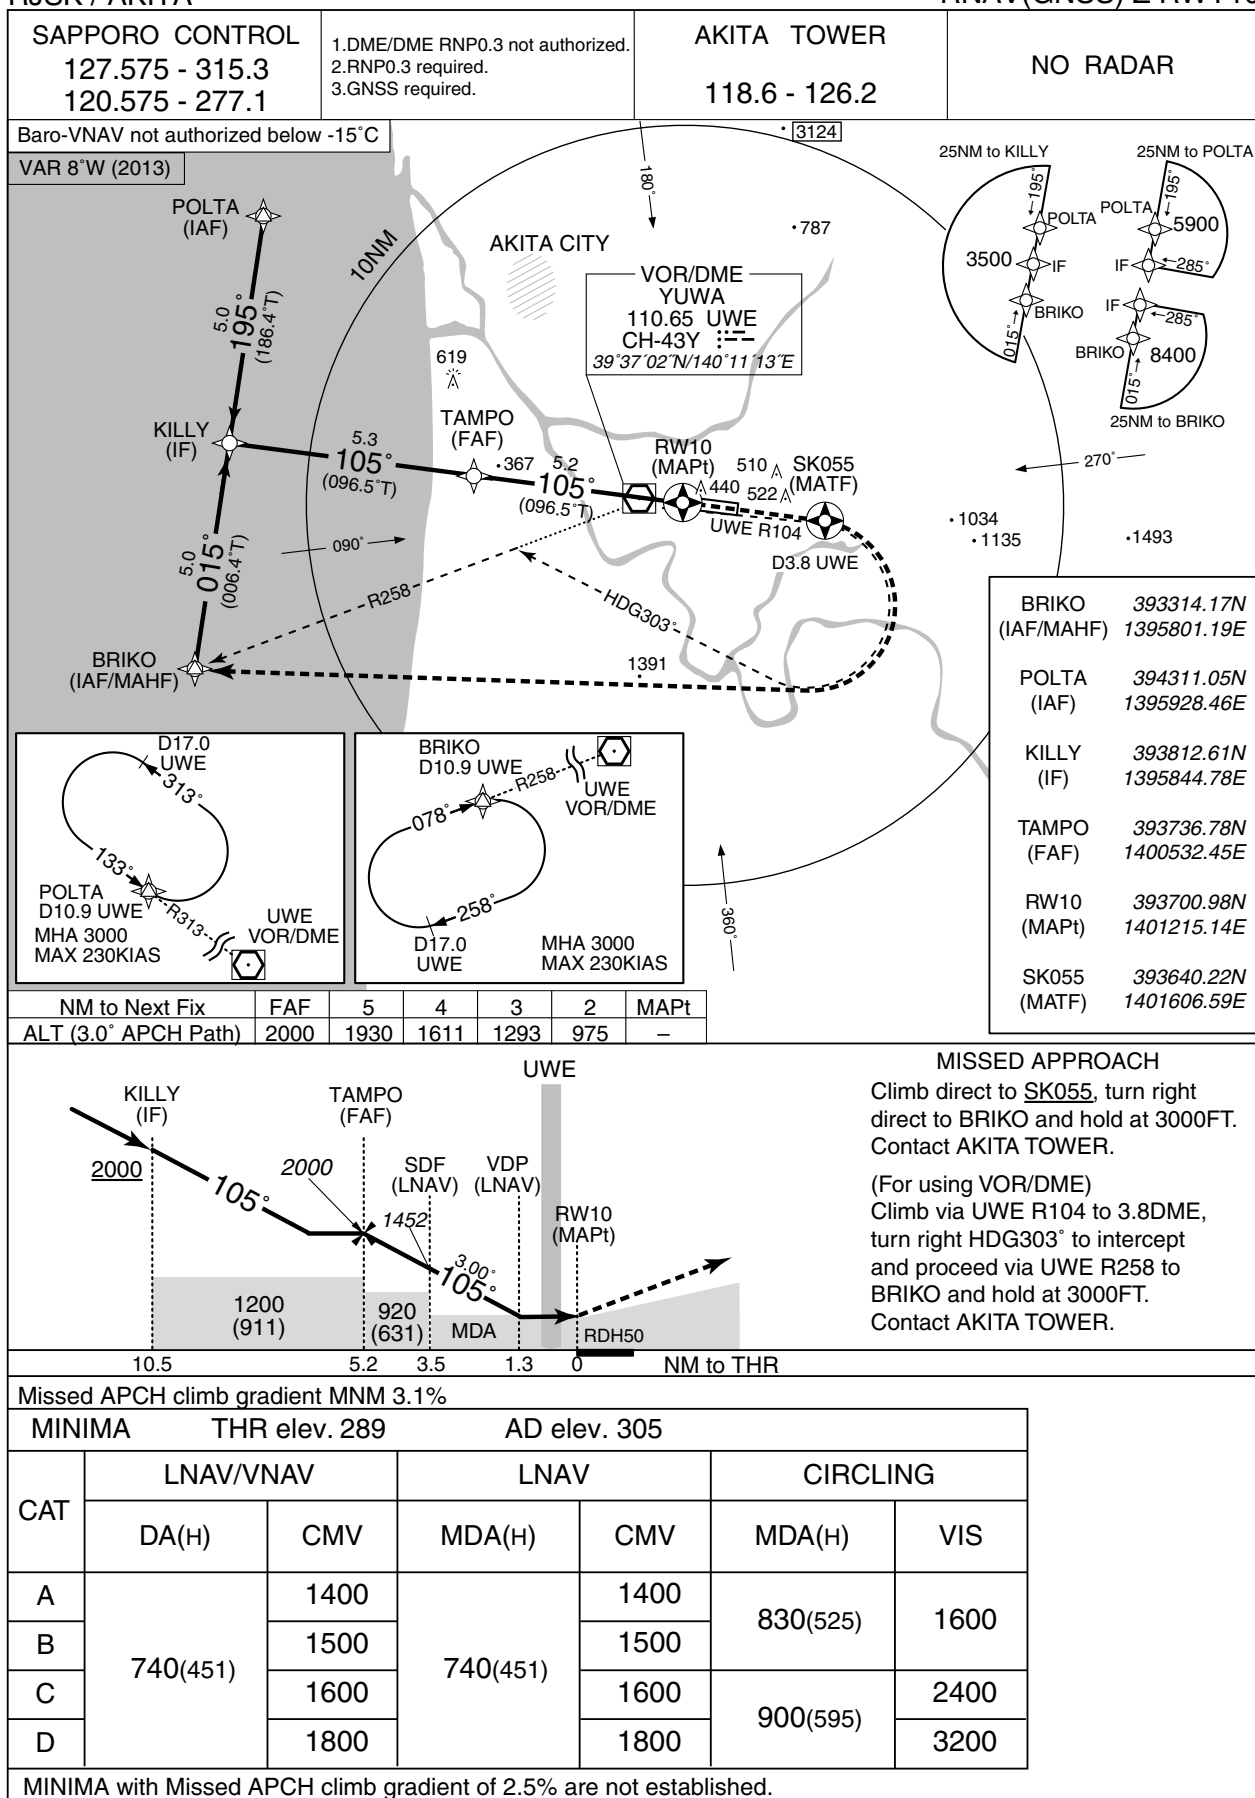 RJSK / AKITA
RNAV(GNSS) Z RWY10
SAPPORO CONTROL
127.575 - 315.3
120.575 - 277.1
1.DME/DME RNP0.3 not authorized.
2.RNP0.3 required.
3.GNSS required.
AKITA TOWER
118.6 - 126.2
NO RADAR
Baro-VNAV not authorized below -15°C
VAR 8°W (2013)
3124
180°
787
POLTA
(IAF)
10NM
AKITA CITY
VOR/DME
YUWA
110.65 UWE
CH-43Y
39°37′02″N/140°11′13″E
25NM to KILLY
195°
POLTA
3500
IF
BRIKO
015°
25NM to POLTA
195°
POLTA
5900
IF
285°
IF
285°
BRIKO
8400
015°
25NM to BRIKO
5.0
195°
(186.4°T)
619
KILLY
(IF)
5.3
105°
(096.5°T)
TAMPO
(FAF)
367
5.2
105°
(096.5°T)
RW10
(MAPt)
510
440
522
SK055
(MATF)
UWE R104
D3.8 UWE
270°
1034
1135
1493
090°
5.0
015°
(006.4°T)
R258
HDG303°
BRIKO
(IAF/MAHF)
1391
360°
BRIKO
(IAF/MAHF)
393314.17N
1395801.19E
POLTA
(IAF)
394311.05N
1395928.46E
KILLY
(IF)
393812.61N
1395844.78E
TAMPO
(FAF)
393736.78N
1400532.45E
RW10
(MAPt)
393700.98N
1401215.14E
SK055
(MATF)
393640.22N
1401606.59E
D17.0
UWE
313°
133°
POLTA
D10.9 UWE
MHA 3000
MAX 230KIAS
R313
UWE
VOR/DME
BRIKO
D10.9 UWE
R258
UWE
VOR/DME
078°
258°
D17.0
UWE
MHA 3000
MAX 230KIAS
NM to Next Fix FAF 5 4 3 2 MAPt
ALT (3.0° APCH Path) 2000 1930 1611 1293 975 –
KILLY
(IF)
2000
105°
TAMPO
(FAF)
2000
1452
SDF
(LNAV)
VDP
(LNAV)
UWE
RW10
(MAPt)
3.00°
105°
1200
(911)
920
(631)
MDA
RDH50
10.5 5.2 3.5 1.3 0 NM to THR
MISSED APPROACH
Climb direct to SK055, turn right
direct to BRIKO and hold at 3000FT.
Contact AKITA TOWER.
(For using VOR/DME)
Climb via UWE R104 to 3.8DME,
turn right HDG303° to intercept
and proceed via UWE R258 to
BRIKO and hold at 3000FT.
Contact AKITA TOWER.
Missed APCH climb gradient MNM 3.1%
MINIMA THR elev. 289 AD elev. 305
CAT LNAV/VNAV LNAV CIRCLING
DA(H) CMV MDA(H) CMV MDA(H) VIS
A 740(451) 1400 740(451) 1400 830(525) 1600
B 1500 1500
C 1600 1600 900(595) 2400
D 1800 1800 3200
MINIMA with Missed APCH climb gradient of 2.5% are not established.